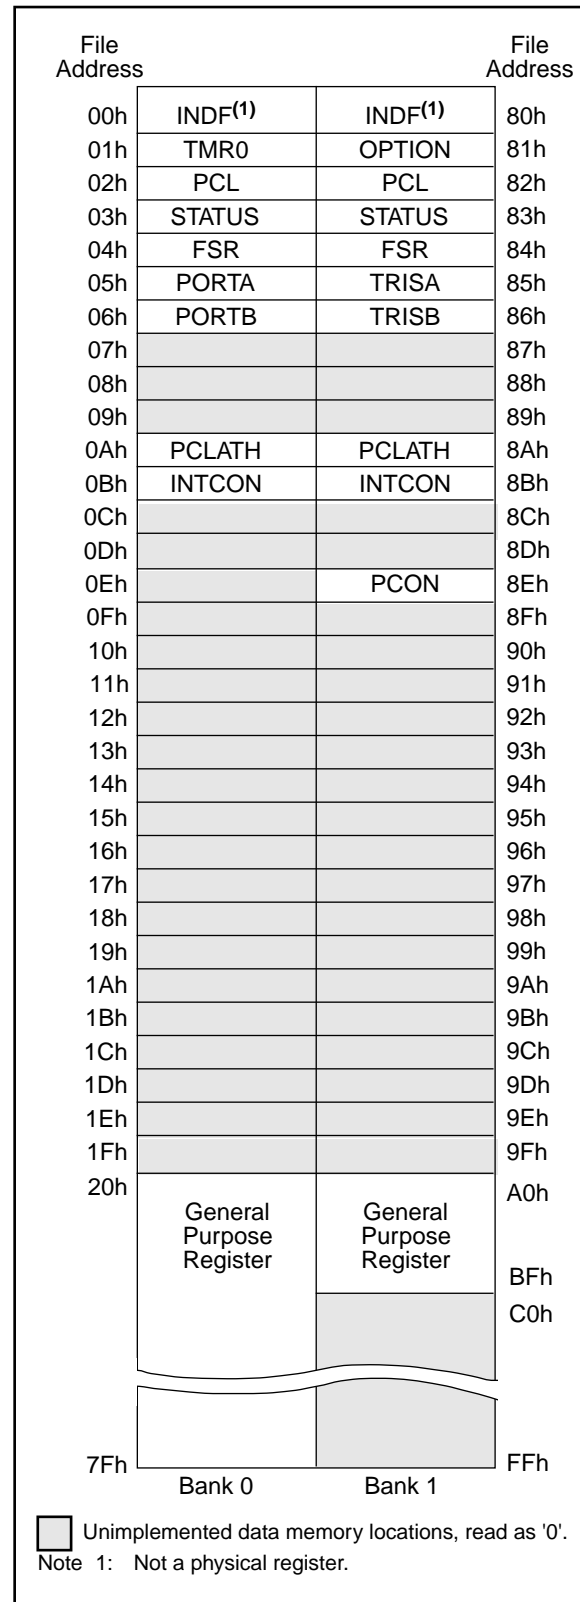 File Address File Address
00h INDF(1) INDF(1) 80h
01h TMR0 OPTION 81h
02h PCL PCL 82h
03h STATUS STATUS 83h
04h FSR FSR 84h
05h PORTA TRISA 85h
06h PORTB TRISB 86h
07h 87h
08h 88h
09h 89h
0Ah PCLATH PCLATH 8Ah
0Bh INTCON INTCON 8Bh
0Ch 8Ch
0Dh 8Dh
0Eh PCON 8Eh
0Fh 8Fh
10h 90h
11h 91h
12h 92h
13h 93h
14h 94h
15h 95h
16h 96h
17h 97h
18h 98h
19h 99h
1Ah 9Ah
1Bh 9Bh
1Ch 9Ch
1Dh 9Dh
1Eh 9Eh
1Fh 9Fh
20h A0h
General General
Purpose Purpose
Register Register
BFh
C0h
7Fh FFh
Bank 0 Bank 1
Unimplemented data memory locations, read as '0'.
Note 1: Not a physical register.